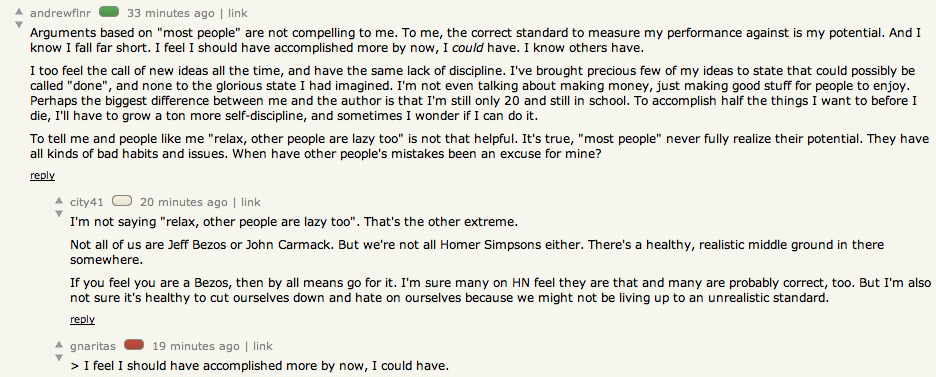 andrewflnr 33 minutes ago | link
Arguments based on "most people" are not compelling to me. To me, the correct standard to measure my performance against is my potential. And I
know I fall far short. I feel I should have accomplished more by now, I could have. I know others have.
I too feel the call of new ideas all the time, and have the same lack of discipline. I've brought precious few of my ideas to state that could possibly be
called "done", and none to the glorious state I had imagined. I'm not even talking about making money, just making good stuff for people to enjoy.
Perhaps the biggest difference between me and the author is that I'm still only 20 and still in school. To accomplish half the things I want to before I
die, I'll have to grow a ton more self-discipline, and sometimes I wonder if I can do it.
To tell me and people like me "relax, other people are lazy too" is not that helpful. It's true, "most people" never fully realize their potential. They have
all kinds of bad habits and issues. When have other people's mistakes been an excuse for mine?
reply
city41 20 minutes ago | link
I'm not saying "relax, other people are lazy too". That's the other extreme.
Not all of us are Jeff Bezos or John Carmack. But we're not all Homer Simpsons either. There's a healthy, realistic middle ground in there
somewhere.
If you feel you are a Bezos, then by all means go for it. I'm sure many on HN feel they are that and many are probably correct, too. But I'm also
not sure it's healthy to cut ourselves down and hate on ourselves because we might not be living up to an unrealistic standard.
reply
gnaritas 19 minutes ago | link
> I feel I should have accomplished more by now, I could have.